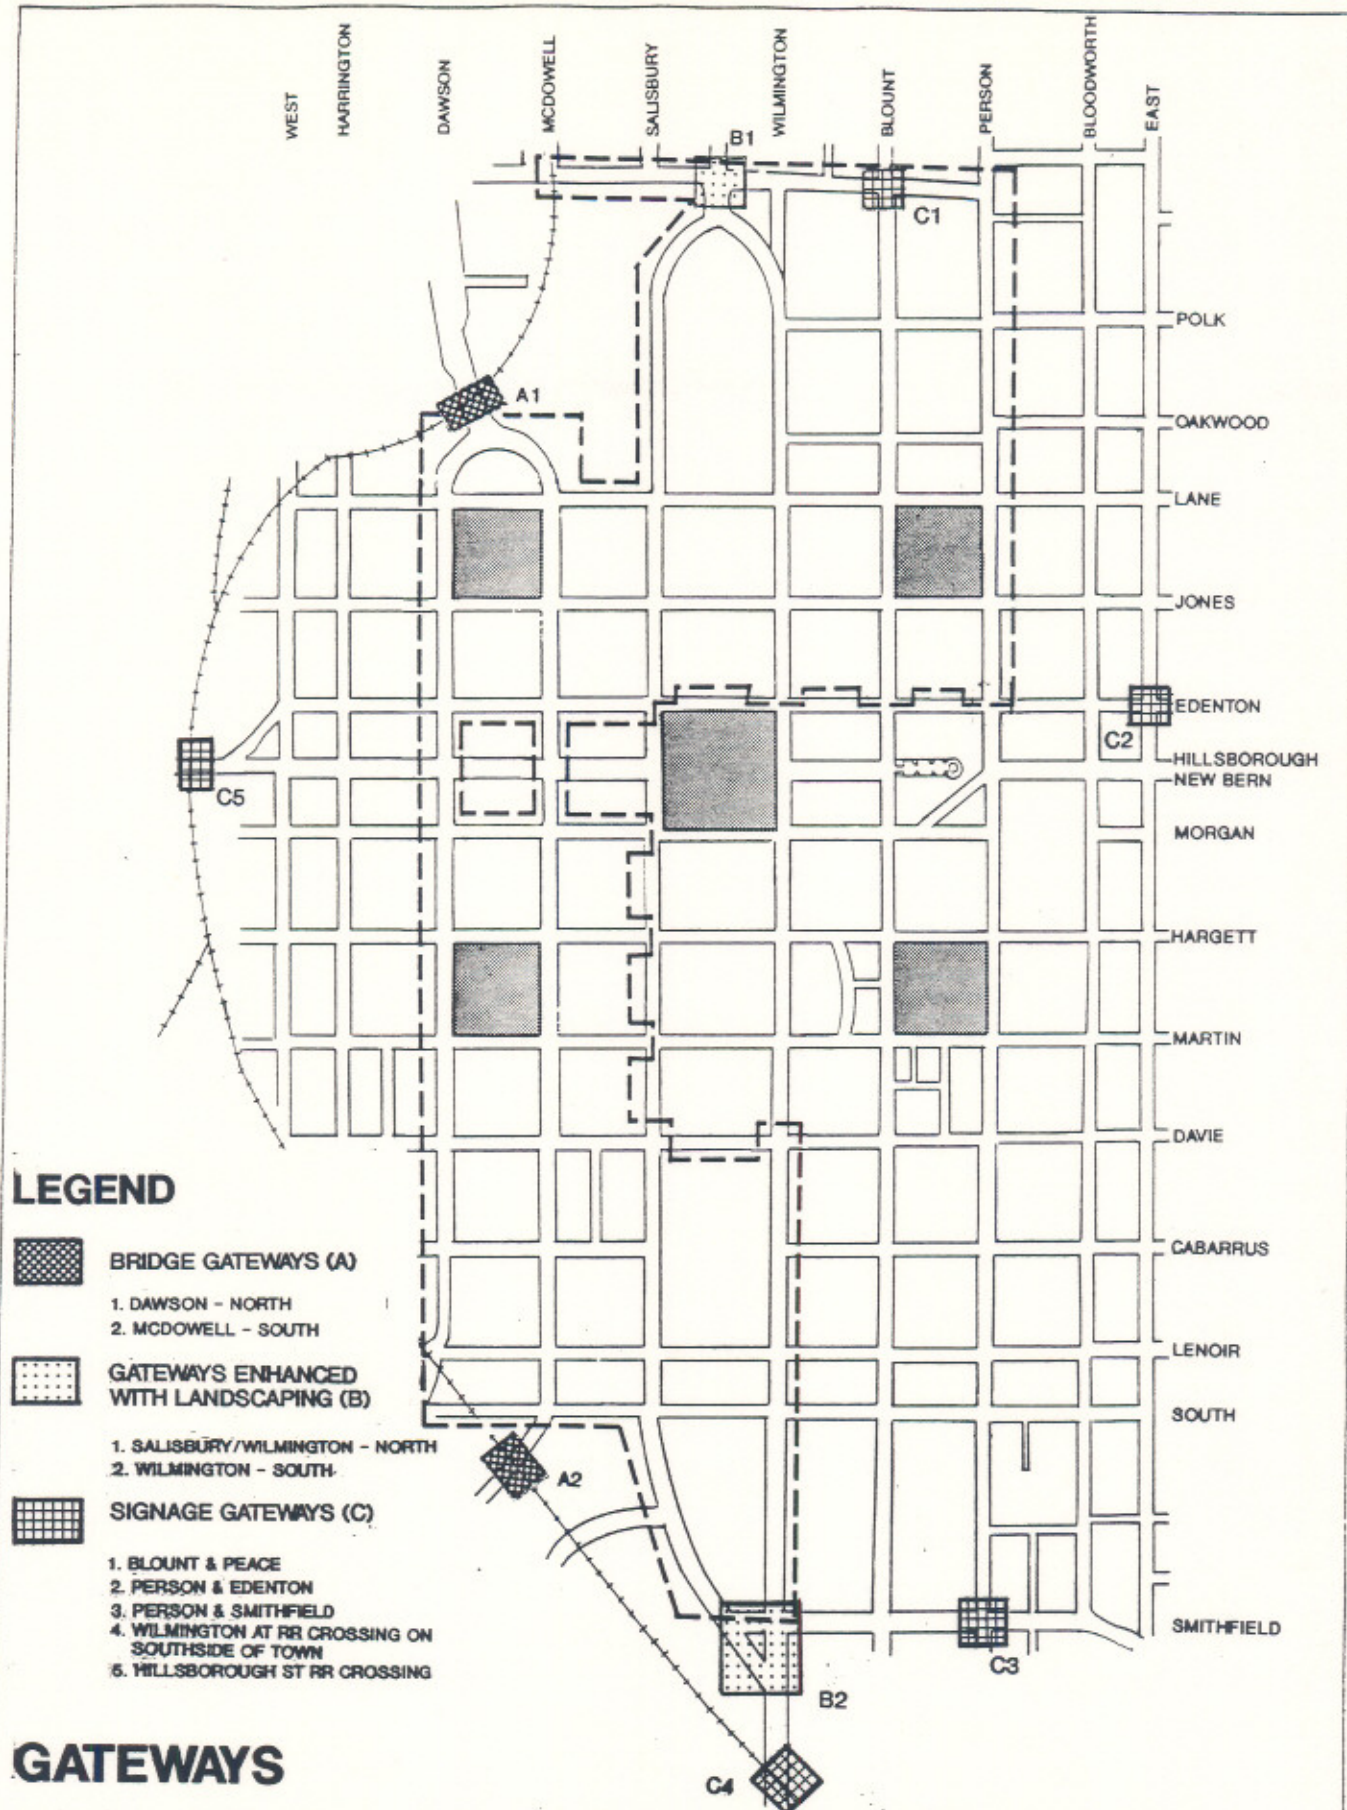 WEST
HARRINGTON
DAWSON
MCDOWELL
SALISBURY
WILMINGTON
BLOUNT
PERSON
BLOODWORTH
EAST
B1
C1
POLK
A1
OAKWOOD
LANE
JONES
EDENTON
C2
HILLSBOROUGH
NEW BERN
C5
MORGAN
HARGETT
MARTIN
DAVIE
CABARRUS
LENOIR
SOUTH
A2
SMITHFIELD
C3
B2
C4
LEGEND
BRIDGE GATEWAYS (A)
1. DAWSON - NORTH
2. MCDOWELL - SOUTH
GATEWAYS ENHANCED
WITH LANDSCAPING (B)
1. SALISBURY/WILMINGTON - NORTH
2. WILMINGTON - SOUTH
SIGNAGE GATEWAYS (C)
1. BLOUNT & PEACE
2. PERSON & EDENTON
3. PERSON & SMITHFIELD
4. WILMINGTON AT RR CROSSING ON
SOUTHSIDE OF TOWN
5. HILLSBOROUGH ST RR CROSSING
GATEWAYS